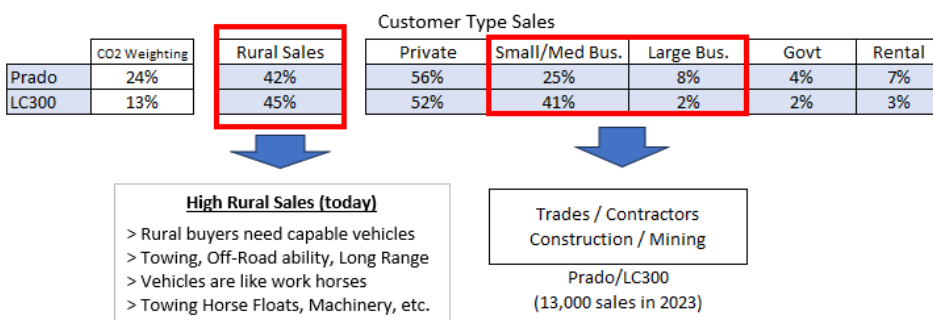 Customer Type Sales
CO2 Weighting Rural Sales Private Small/Med Bus. Large Bus. Govt Rental
Prado 24% 42% 56% 25% 8% 4% 7%
LC300 13% 45% 52% 41% 2% 2% 3%
High Rural Sales (today)
> Rural buyers need capable vehicles
> Towing, Off-Road ability, Long Range
> Vehicles are like work horses
> Towing Horse Floats, Machinery, etc.
Trades / Contractors
Construction / Mining
Prado/LC300
(13,000 sales in 2023)